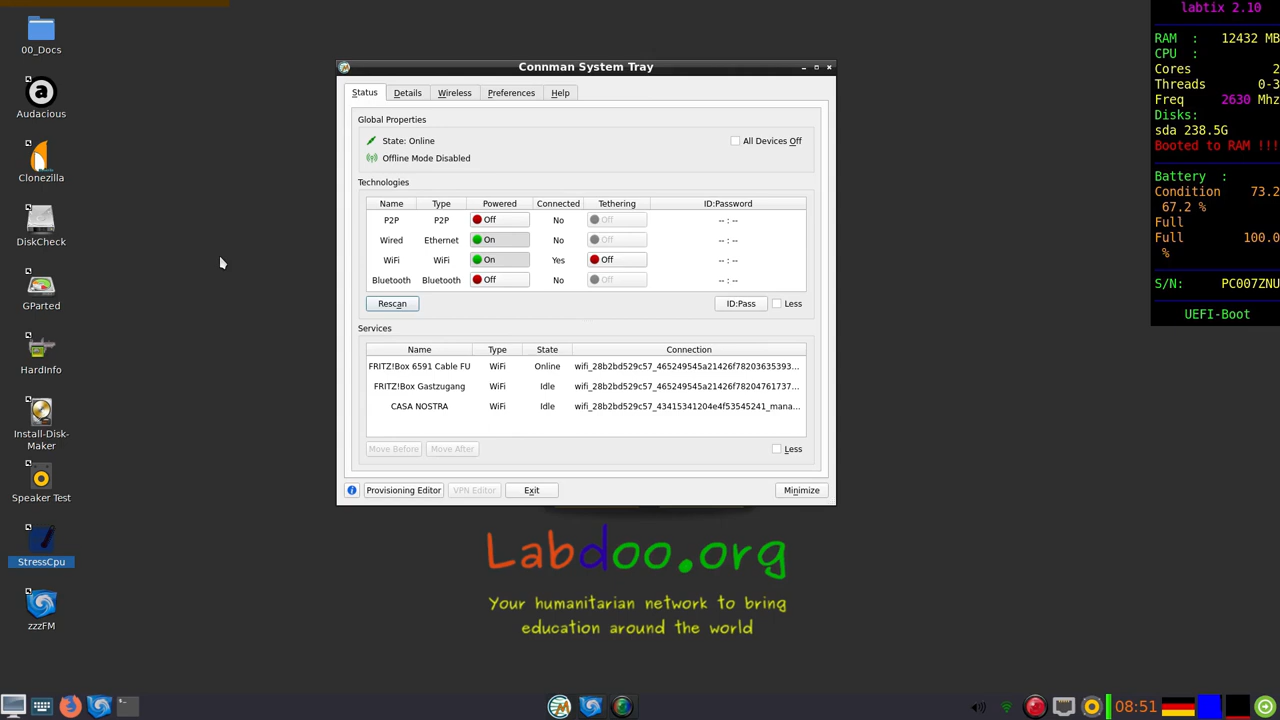 00_Docs
Audacious
Clonezilla
DiskCheck
GParted
HardInfo
Install-Disk-
Maker
Speaker Test
StressCpu
zzzFM
Connman System Tray
Status Details Wireless Preferences Help
Global Properties
State: Online All Devices Off
Offline Mode Disabled
Technologies
Name Type Powered Connected Tethering ID:Password
P2P P2P Off No Off -- : --
Wired Ethernet On No Off -- : --
WiFi WiFi On Yes Off -- : --
Bluetooth Bluetooth Off No Off -- : --
Rescan ID:Pass Less
Services
Name Type State Connection
FRITZ!Box 6591 Cable FU WiFi Online wifi_28b2bd529c57_465249545a21426f78203635393...
FRITZ!Box Gastzugang WiFi Idle wifi_28b2bd529c57_465249545a21426f78204761737...
CASA NOSTRA WiFi Idle wifi_28b2bd529c57_43415341204e4f53545241_mana...
Move Before Move After Less
Provisioning Editor VPN Editor Exit Minimize
Labdoo.org
Your humanitarian network to bring
education around the world
labtix 2.10
RAM : 12432 MB
CPU :
Cores 2
Threads 0-3
Freq 2630 Mhz
Disks:
sda 238.5G
Booted to RAM !!!
Battery :
Condition 73.2
67.2 %
Full
Full 100.0
%
S/N: PC007ZNU
UEFI-Boot
08:51